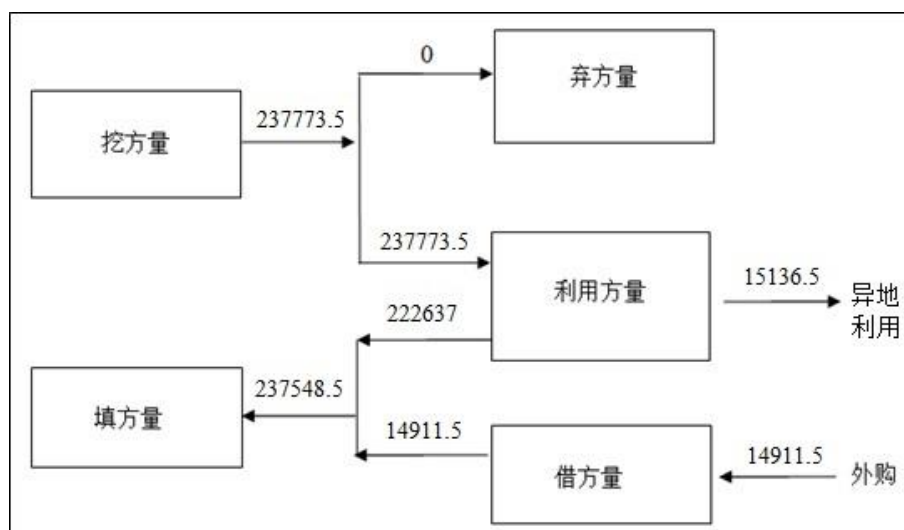 0
弃方量
挖方量
237773.5
237773.5
利用方量
15136.5
异地
利用
222637
填方量
237548.5
14911.5
借方量
14911.5
外购